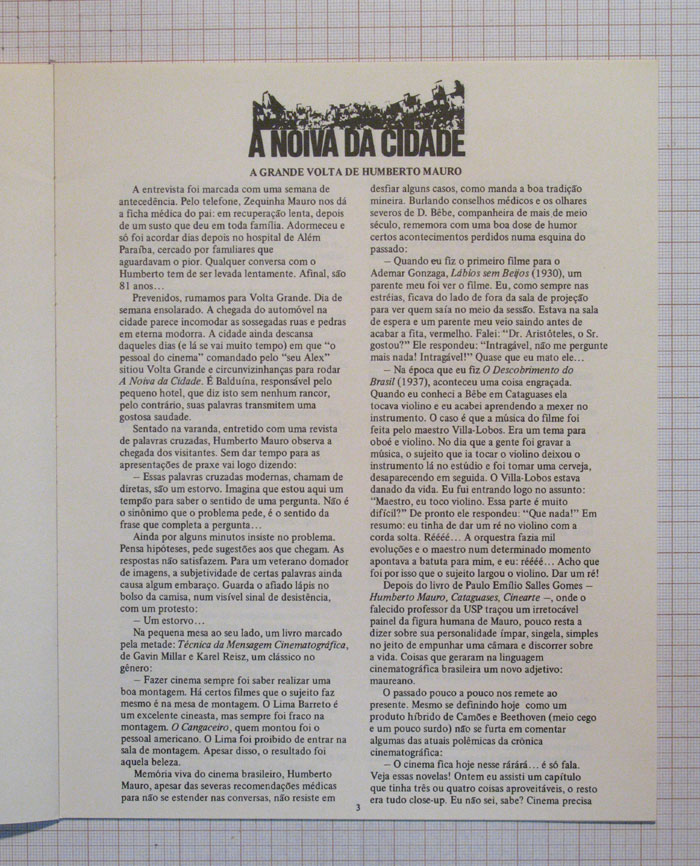 A NOIVA DA CIDADE
A GRANDE VOLTA DE HUMBERTO MAURO
A entrevista foi marcada com uma semana de
antecedência. Pelo telefone, Zequinha Mauro nos dá
a ficha médica do pai: em recuperação lenta, depois
de um susto que deu em toda família. Adormeceu e
só foi acordar dias depois no hospital de Além
Paraíba, cercado por familiares que
aguardavam o pior. Qualquer conversa com o
Humberto tem de ser levada lentamente. Afinal, são
81 anos...
Prevenidos, rumamos para Volta Grande. Dia de
semana ensolarado. A chegada do automóvel na
cidade parece incomodar as sossegadas ruas e pedras
em eterna modorra. A cidade ainda descansa
daqueles dias (e lá se vai muito tempo) em que "o
pessoal do cinema" comandado pelo "seu Alex"
sitiou Volta Grande e circunvizinhanças para rodar
A Noiva da Cidade. É Balduína, responsável pelo
pequeno hotel, que diz isto sem nenhum rancor,
pelo contrário, suas palavras transmitem uma
gostosa saudade.
Sentado na varanda, entretido com uma revista
de palavras cruzadas, Humberto Mauro observa a
chegada dos visitantes. Sem dar tempo para as
apresentações de praxe vai logo dizendo:
— Essas palavras cruzadas modernas, chamam de
diretas, são um estorvo. Imagina que estou aqui um
tempão para saber o sentido de uma pergunta. Não é
o sinônimo que o problema pede, é o sentido da
frase que completa a pergunta...
Ainda por alguns minutos insiste no problema.
Pensa hipóteses, pede sugestões aos que chegam. As
respostas não satisfazem. Para um veterano domador
de imagens, a subjetividade de certas palavras ainda
causa algum embaraço. Guarda o afiado lápis no
bolso da camisa, num visível sinal de desistência,
com um protesto:
— Um estorvo...
Na pequena mesa ao seu lado, um livro marcado
pela metade: Técnica da Mensagem Cinematográfica,
de Gavin Millar e Karel Reisz, um clássico no
gênero:
— Fazer cinema sempre foi saber realizar uma
boa montagem. Há certos filmes que o sujeito faz
mesmo é na mesa de montagem. O Lima Barreto é
um excelente cineasta, mas sempre foi fraco na
montagem. O Cangaceiro, quem montou foi o
pessoal americano. O Lima foi proibido de entrar na
sala de montagem. Apesar disso, o resultado foi
aquela beleza.
Memória viva do cinema brasileiro, Humberto
Mauro, apesar das severas recomendações médicas
para não se estender nas conversas, não resiste em
desfiar alguns casos, como manda a boa tradição
mineira. Burlando conselhos médicos e os olhares
severos de D. Bêbe, companheira de mais de meio
século, rememora com uma boa dose de humor
certos acontecimentos perdidos numa esquina do
passado:
— Quando eu fiz o primeiro filme para o
Ademar Gonzaga, Lábios sem Beijos (1930), um
parente meu foi ver o filme. Eu, como sempre nas
estréias, ficava do lado de fora da sala de projeção
para ver quem saía no meio da sessão. Estava na sala
de espera e um parente meu veio saindo antes de
acabar a fita, vermelho. Falei: "Dr. Aristôteles, o Sr.
gostou?" Ele respondeu: "Intragável, não me pergunte
mais nada! Intragável!" Quase que eu mato ele...
— Na época que eu fiz O Descobrimento do
Brasil (1937), aconteceu uma coisa engraçada.
Quando eu conheci a Bêbe em Cataguases ela
tocava violino e eu acabei aprendendo a mexer no
instrumento. O caso é que a música do filme foi
feita pelo maestro Villa-Lobos. Era um tema para
oboé e violino. No dia que a gente foi gravar a
música, o sujeito que ia tocar o violino deixou o
instrumento lá no estúdio e foi tomar uma cerveja,
desaparecendo em seguida. O Villa-Lobos estava
danado da vida. Eu fui entrando logo no assunto:
"Maestro, eu toco violino. Essa parte é muito
difícil?" De pronto ele respondeu: "Que nada!" Em
resumo: eu tinha de dar um ré no violino com a
corda solta. Rêééé... A orquestra fazia mil
evoluções e o maestro num determinado momento
apontava a batuta para mim, e eu: rêééé... Acho que
foi por isso que o sujeito largou o violino. Dar um ré!
Depois do livro de Paulo Emílio Salles Gomes —
Humberto Mauro, Cataguases, Cinearte —, onde o
falecido professor da USP traçou um irretocável
painel da figura humana de Mauro, pouco resta a
dizer sobre sua personalidade ímpar, singela, simples
no jeito de empunhar uma câmara e discorrer sobre
a vida. Coisas que geraram na linguagem
cinematográfica brasileira um novo adjetivo:
maureano.
O passado pouco a pouco nos remete ao
presente. Mesmo se definindo hoje como um
produto híbrido de Camões e Beethoven (meio cego
e um pouco surdo) não se furta em comentar
algumas das atuais polêmicas da crônica
cinematográfica:
— O cinema fica hoje nesse rárárá... é só fala.
Veja essas novelas! Ontem eu assisti um capítulo
que tinha três ou quatro coisas aproveitáveis, o resto
era tudo close-up. Eu não sei, sabe? Cinema precisa
3